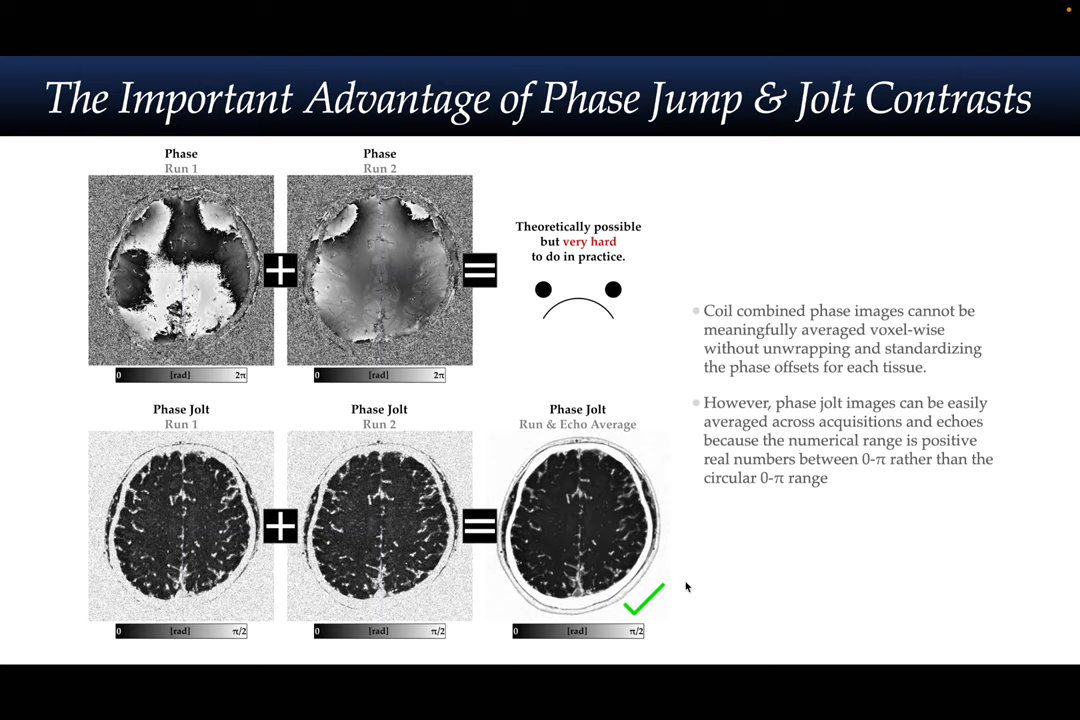 The Important Advantage of Phase Jump & Jolt Contrasts
Phase
Run 1
Phase
Run 2
+
=
Theoretically possible
but very hard
to do in practice.
0 [rad] 2π
0 [rad] 2π
Phase Jolt
Run 1
Phase Jolt
Run 2
Phase Jolt
Run & Echo Average
+
=
0 [rad] π/2
0 [rad] π/2
0 [rad] π/2
Coil combined phase images cannot be
meaningfully averaged voxel-wise
without unwrapping and standardizing
the phase offsets for each tissue.
However, phase jolt images can be easily
averaged across acquisitions and echoes
because the numerical range is positive
real numbers between 0-π rather than the
circular 0-π range